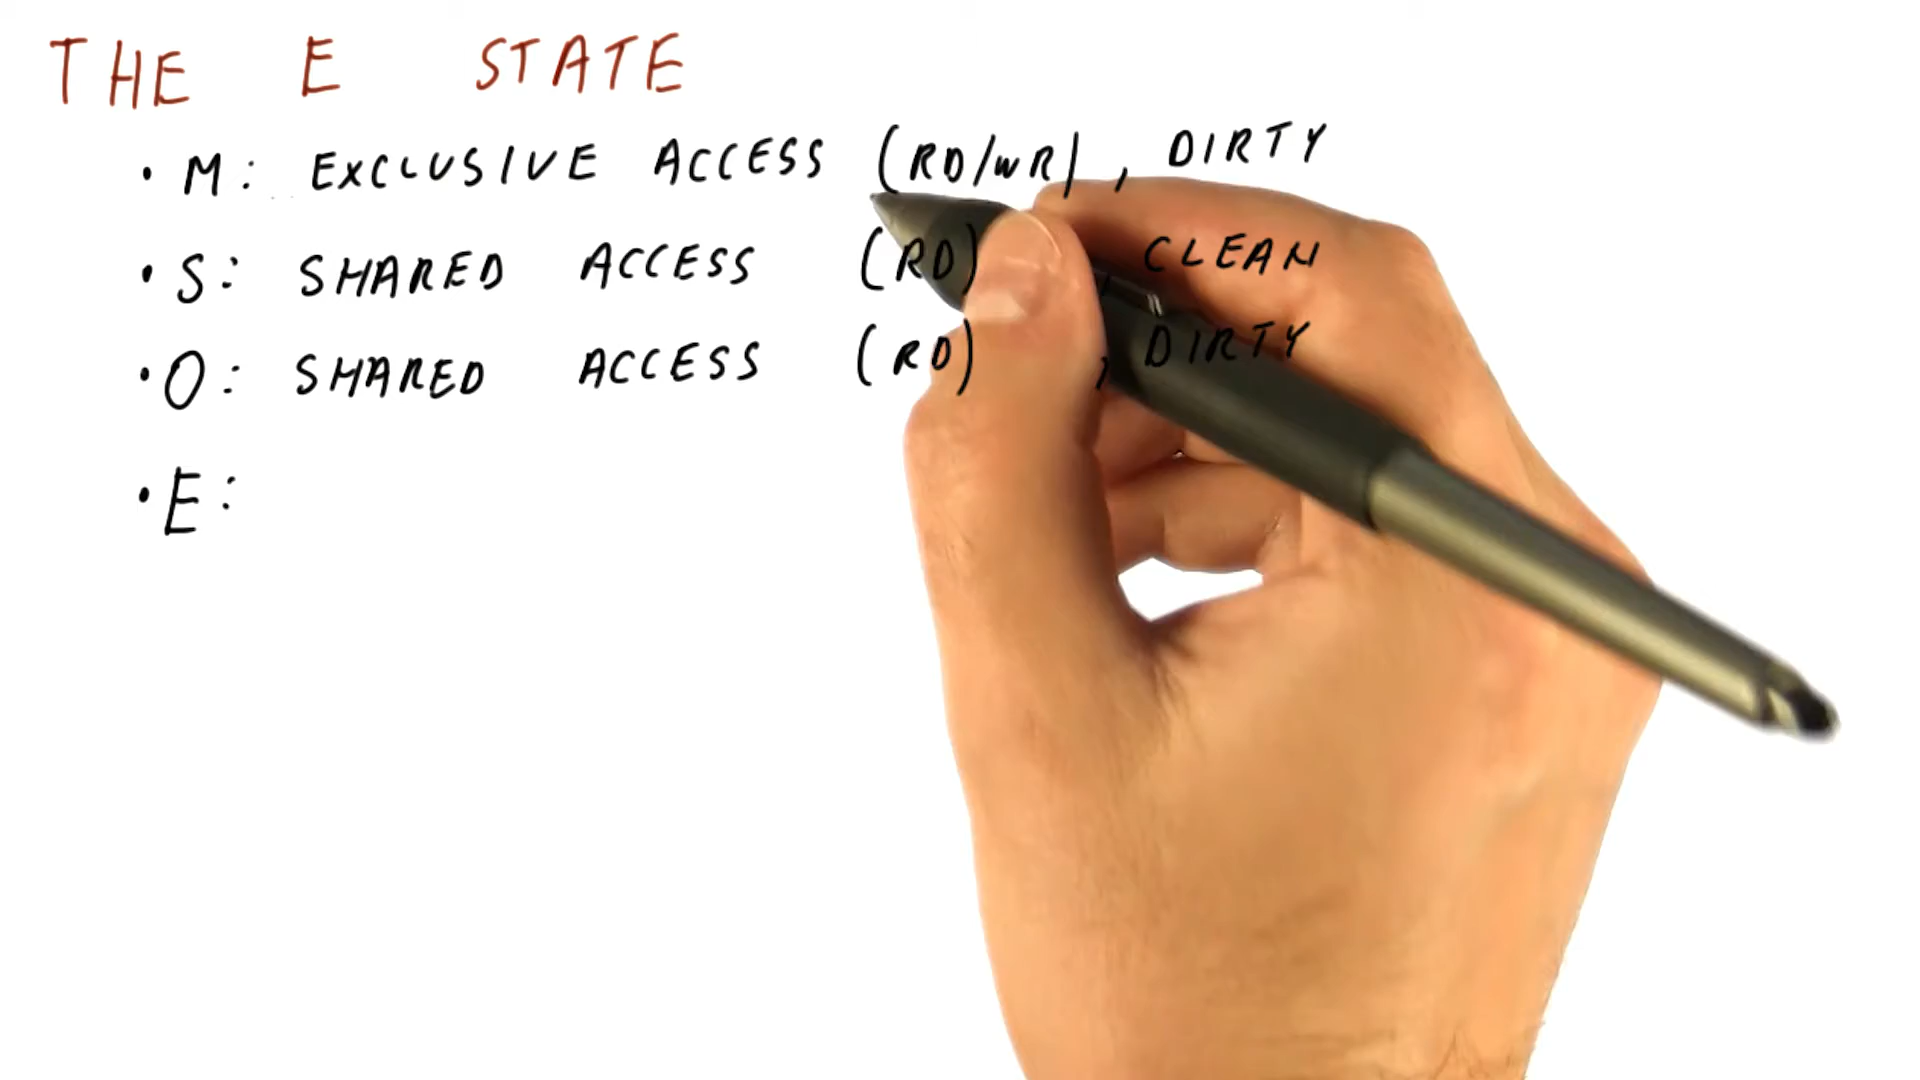 THE E STATE
• M: EXCLUSIVE ACCESS (RD/WR) , DIRTY
• S: SHARED ACCESS (RD) , CLEAN
• O: SHARED ACCESS (RD) , DIRTY
• E: